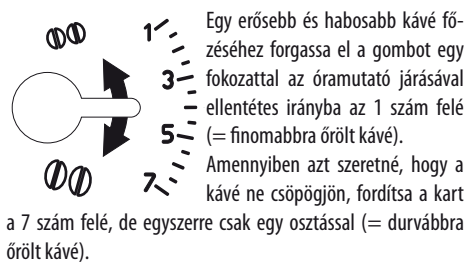 1
3
5
7
Egy erősebb és habosabb kávé fő-
zéséhez forgassa el a gombot egy
fokozattal az óramutató járásával
ellentétes irányba az 1 szám felé
(= finomabbra őrölt kávé).
Amennyiben azt szeretné, hogy a
kávé ne csöpögjön, fordítsa a kart
a 7 szám felé, de egyszerre csak egy osztással (= durvábbra
őrölt kávé).